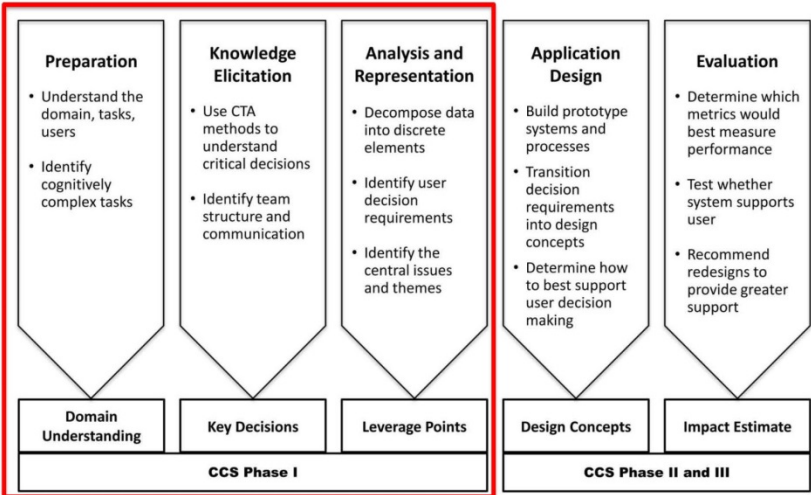 Preparation
• Understand the
domain, tasks,
users
• Identify
cognitively
complex tasks
Knowledge
Elicitation
• Use CTA
methods to
understand
critical decisions
• Identify team
structure and
communication
Analysis and
Representation
• Decompose data
into discrete
elements
• Identify user
decision
requirements
• Identify the
central issues
and themes
Application
Design
• Build prototype
systems and
processes
• Transition
decision
requirements
into design
concepts
• Determine how
to best support
user decision
making
Evaluation
• Determine which
metrics would
best measure
performance
• Test whether
system supports
user
• Recommend
redesigns to
provide greater
support
Domain
Understanding
Key Decisions
Leverage Points
Design Concepts
Impact Estimate
CCS Phase I
CCS Phase II and III